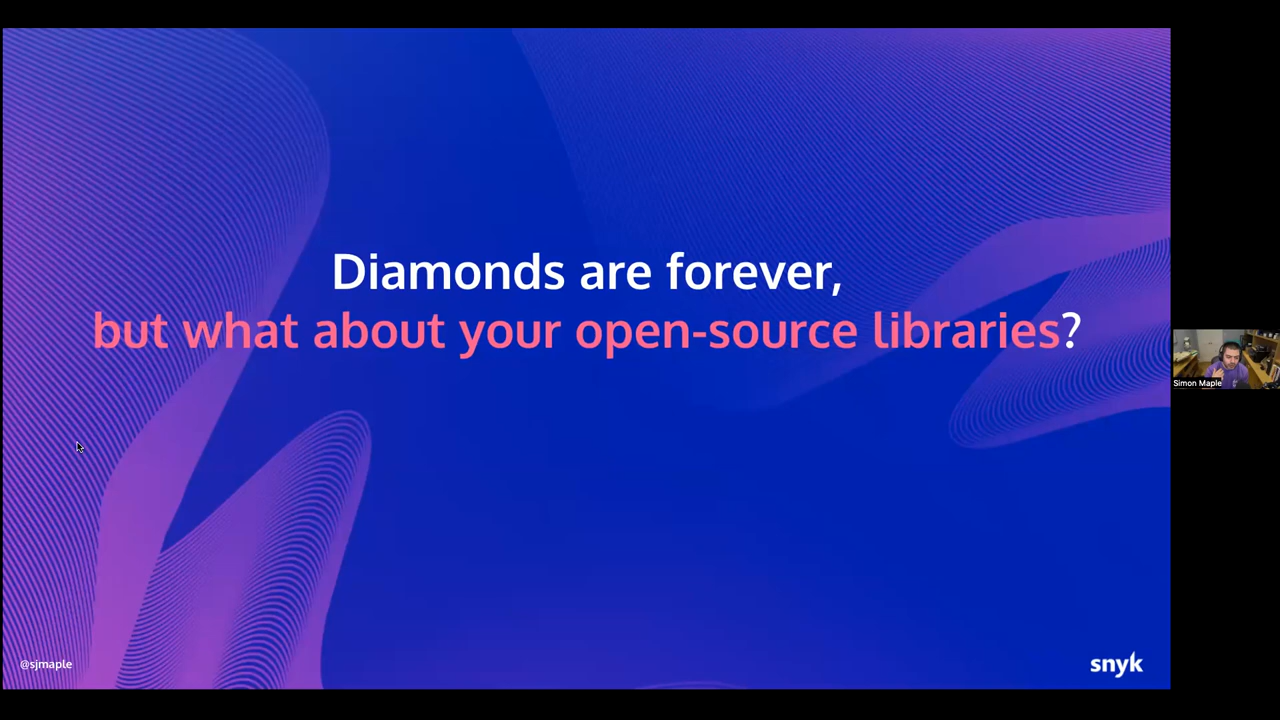 Diamonds are forever,
but what about your open-source libraries?
Simon Maple
@sjmaple
snyk